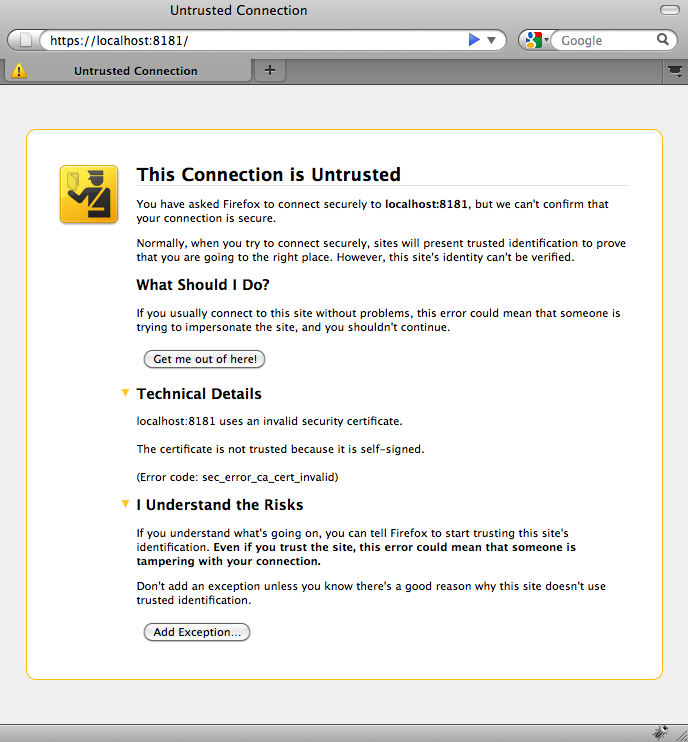 Untrusted Connection
https://localhost:8181/
Google
Untrusted Connection
+
This Connection is Untrusted
You have asked Firefox to connect securely to localhost:8181, but we can't confirm that
your connection is secure.
Normally, when you try to connect securely, sites will present trusted identification to prove
that you are going to the right place. However, this site's identity can't be verified.
What Should I Do?
If you usually connect to this site without problems, this error could mean that someone is
trying to impersonate the site, and you shouldn't continue.
Get me out of here!
Technical Details
localhost:8181 uses an invalid security certificate.
The certificate is not trusted because it is self-signed.
(Error code: sec_error_ca_cert_invalid)
I Understand the Risks
If you understand what's going on, you can tell Firefox to start trusting this site's
identification. Even if you trust the site, this error could mean that someone is
tampering with your connection.
Don't add an exception unless you know there's a good reason why this site doesn't use
trusted identification.
Add Exception...